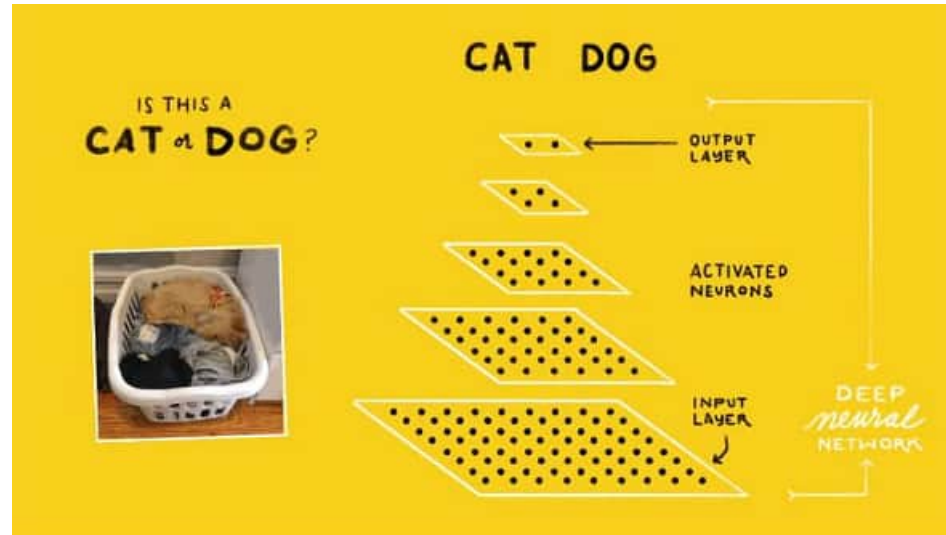 IS THIS A
CAT or DOG?
CAT DOG
OUTPUT
LAYER
ACTIVATED
NEURONS
INPUT
LAYER
DEEP
neural
NETWORK